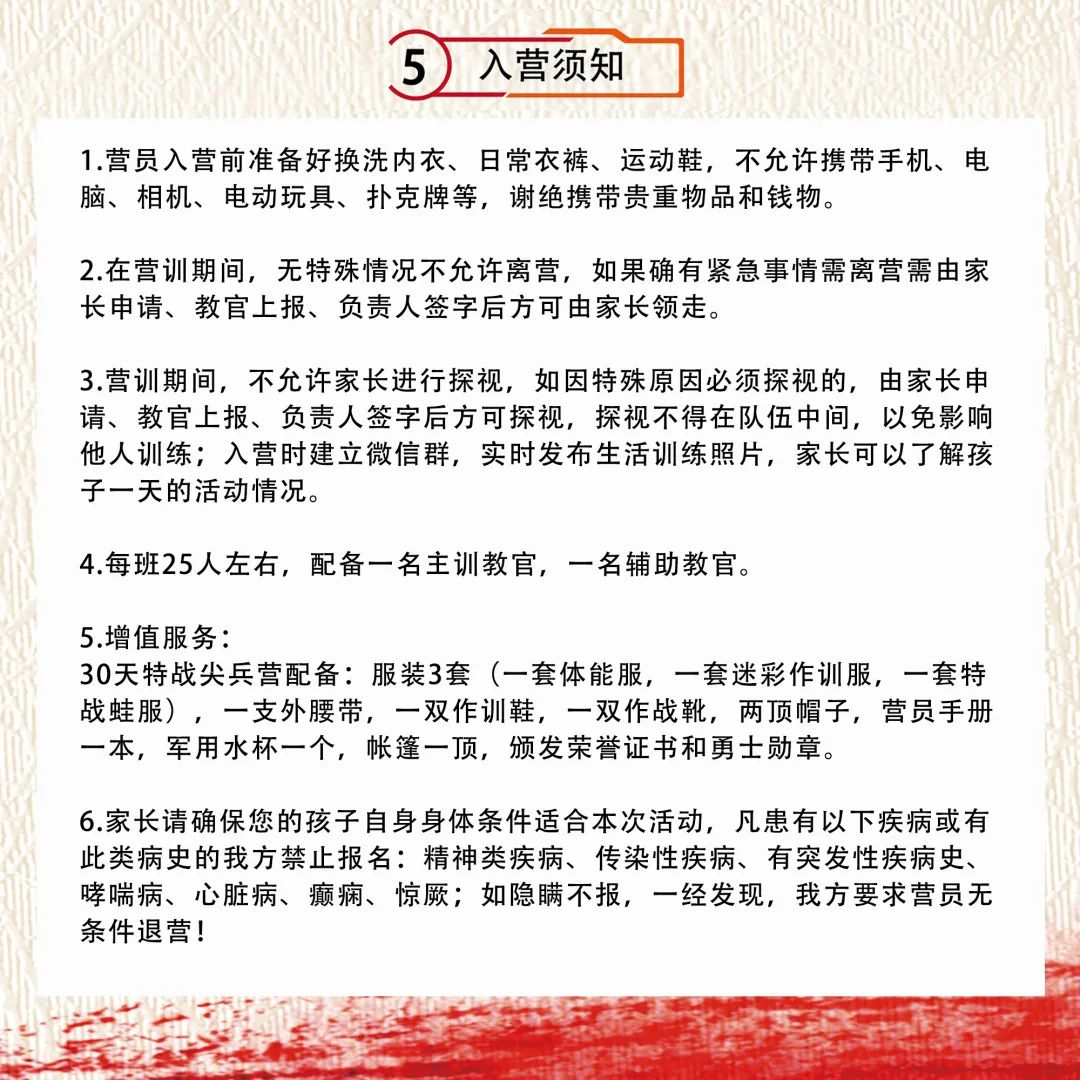 5 入营须知
1.营员入营前准备好换洗内衣、日常衣裤、运动鞋，不允许携带手机、电
脑、相机、电动玩具、扑克牌等，谢绝携带贵重物品和钱物。
2.在营训期间，无特殊情况不允许离营，如果确有紧急事情需离营需由家
长申请、教官上报、负责人签字后方可由家长领走。
3.营训期间，不允许家长进行探视，如因特殊原因必须探视的，由家长申
请、教官上报、负责人签字后方可探视，探视不得在队伍中间，以免影响
他人训练；入营时建立微信群，实时发布生活训练照片，家长可以了解孩
子一天的活动情况。
4.每班25人左右，配备一名主训教官，一名辅助教官。
5.增值服务：
30天特战尖兵营配备：服装3套（一套体能服，一套迷彩作训服，一套特
战蛙服），一支外腰带，一双作训鞋，一双作战靴，两顶帽子，营员手册
一本，军用水杯一个，帐篷一顶，颁发荣誉证书和勇士勋章。
6.家长请确保您的孩子自身身体条件适合本次活动，凡患有以下疾病或有
此类病史的我方禁止报名：精神类疾病、传染性疾病、有突发性疾病史、
哮喘病、心脏病、癫痫、惊厥；如隐瞒不报，一经发现，我方要求营员无
条件退营！